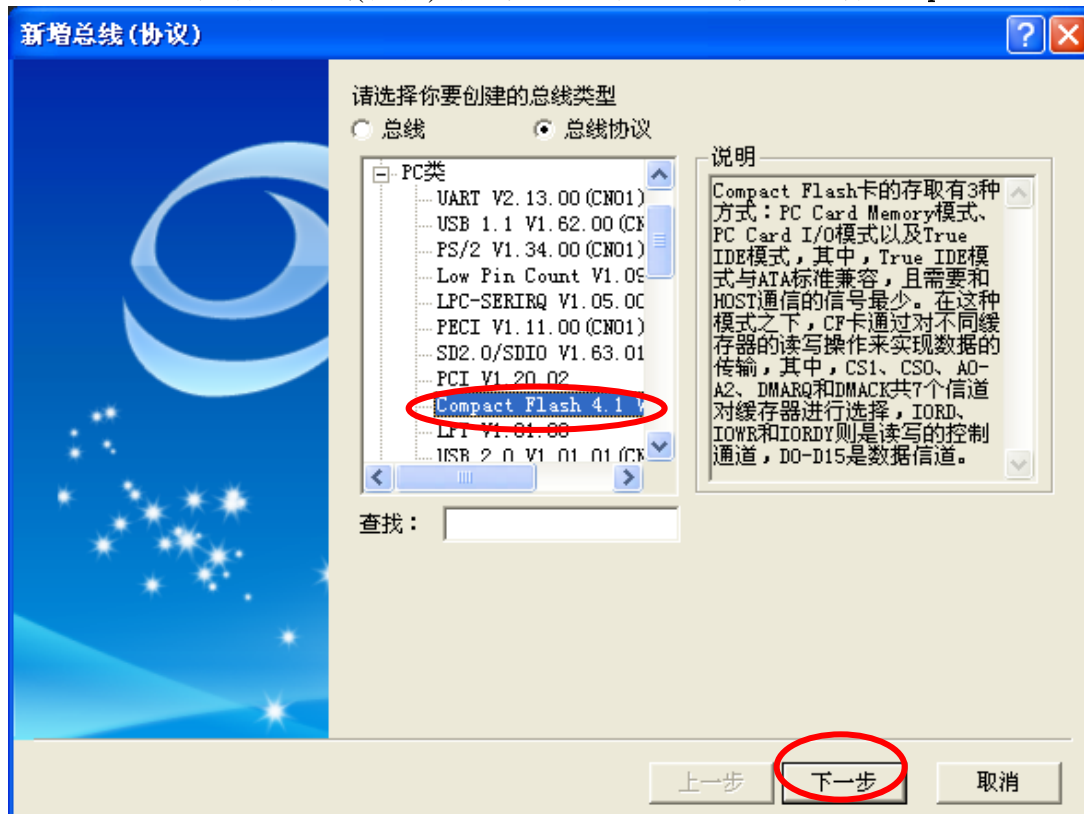 新增总线(协议)
请选择你要创建的总线类型
总线
总线协议
PC类
UART V2.13.00(CN01)
USB 1.1 V1.62.00(CN
PS/2 V1.34.00(CN01)
Low Pin Count V1.09
LPC-SERIRQ V1.05.00
PECI V1.11.00(CN01)
SD2.0/SDIO V1.63.01
PCI V1.20.02
Compact Flash 4.1 V
LPT V1.01.00
USB 2.0 V1.01.01(CN
查找：
说明
Compact Flash卡的存取有3种
方式：PC Card Memory模式、
PC Card I/O模式以及True
IDE模式，其中，True IDE模
式与ATA标准兼容，且需要和
HOST通信的信号最少。在这种
模式之下，CF卡通过对不同缓
存器的读写操作来实现数据的
传输，其中，CS1、CS0、A0-
A2、DMARQ和DMACK共7个信道
对缓存器进行选择，IORD、
IOWR和IORDY则是读写的控制
通道，D0-D15是数据信道。
上一步
下一步
取消